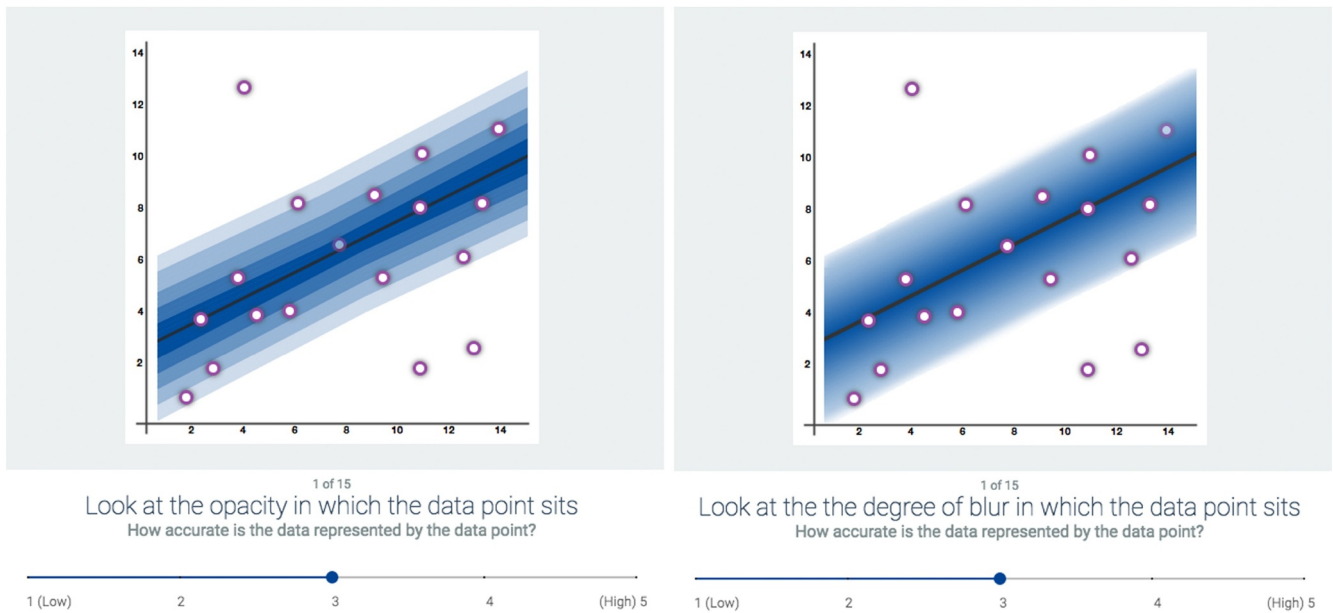 14
12
10
8
6
4
2
2 4 6 8 10 12 14
1 of 15
Look at the opacity in which the data point sits
How accurate is the data represented by the data point?
1 (Low) 2 3 4 (High) 5
14
12
10
8
6
4
2
2 4 6 8 10 12 14
1 of 15
Look at the the degree of blur in which the data point sits
How accurate is the data represented by the data point?
1 (Low) 2 3 4 (High) 5